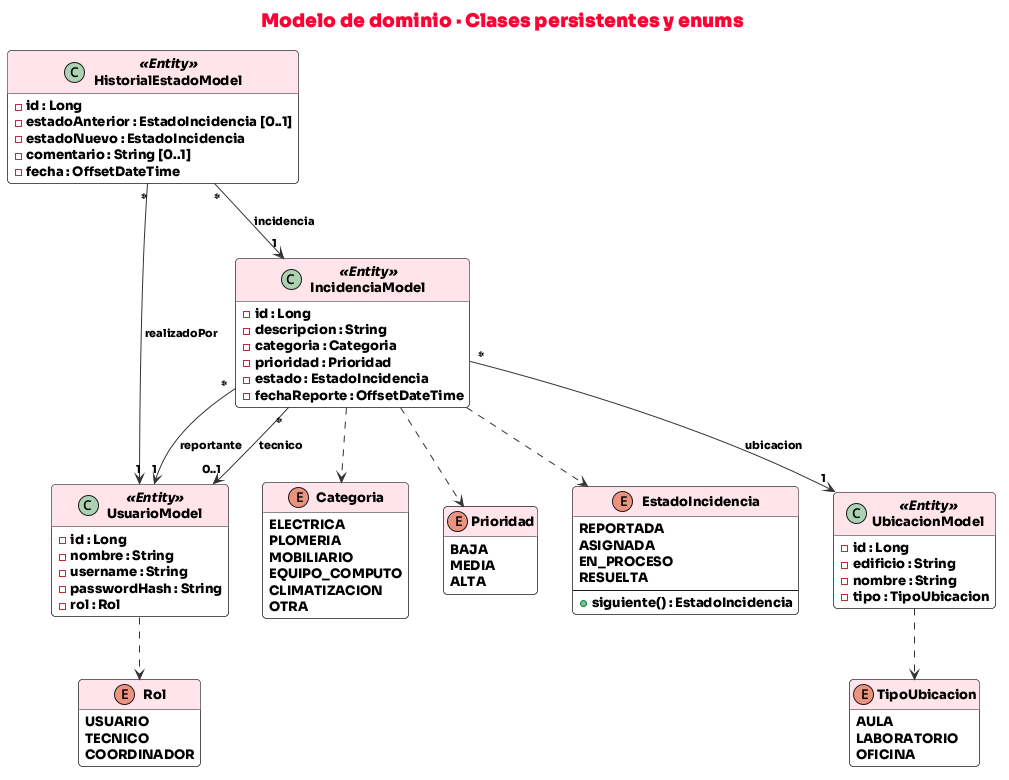 Modelo de dominio · Clases persistentes y enums
C
«Entity»
HistorialEstadoModel
id : Long
estadoAnterior : EstadoIncidencia [0..1]
estadoNuevo : EstadoIncidencia
comentario : String [0..1]
fecha : OffsetDateTime
*
*
incidencia
1
C
«Entity»
IncidenciaModel
id : Long
descripcion : String
categoria : Categoria
prioridad : Prioridad
estado : EstadoIncidencia
fechaReporte : OffsetDateTime
realizadoPor
*
*
*
reportante
tecnico
ubicacion
1
1
0..1
1
C
«Entity»
UsuarioModel
id : Long
nombre : String
username : String
passwordHash : String
rol : Rol
E
Categoria
ELECTRICA
PLOMERIA
MOBILIARIO
EQUIPO_COMPUTO
CLIMATIZACION
OTRA
E
Prioridad
BAJA
MEDIA
ALTA
E
EstadoIncidencia
REPORTADA
ASIGNADA
EN_PROCESO
RESUELTA
siguiente() : EstadoIncidencia
C
«Entity»
UbicacionModel
id : Long
edificio : String
nombre : String
tipo : TipoUbicacion
E
Rol
USUARIO
TECNICO
COORDINADOR
E
TipoUbicacion
AULA
LABORATORIO
OFICINA